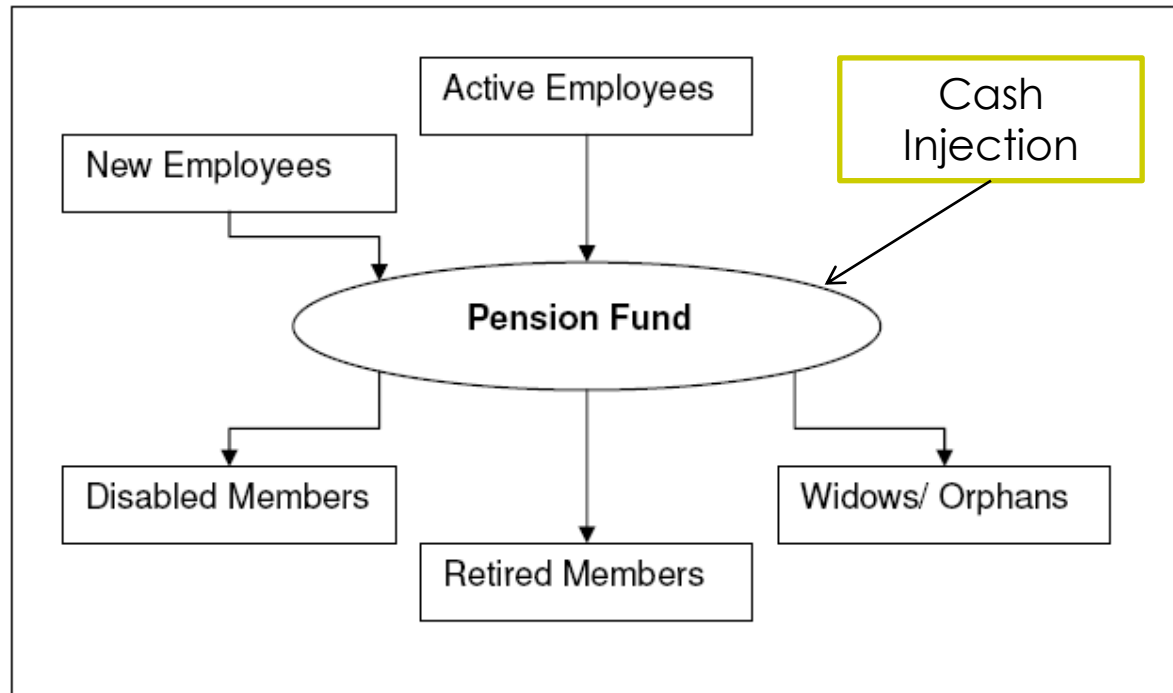 Active Employees
Cash
Injection
New Employees
Pension Fund
Disabled Members
Widows/ Orphans
Retired Members